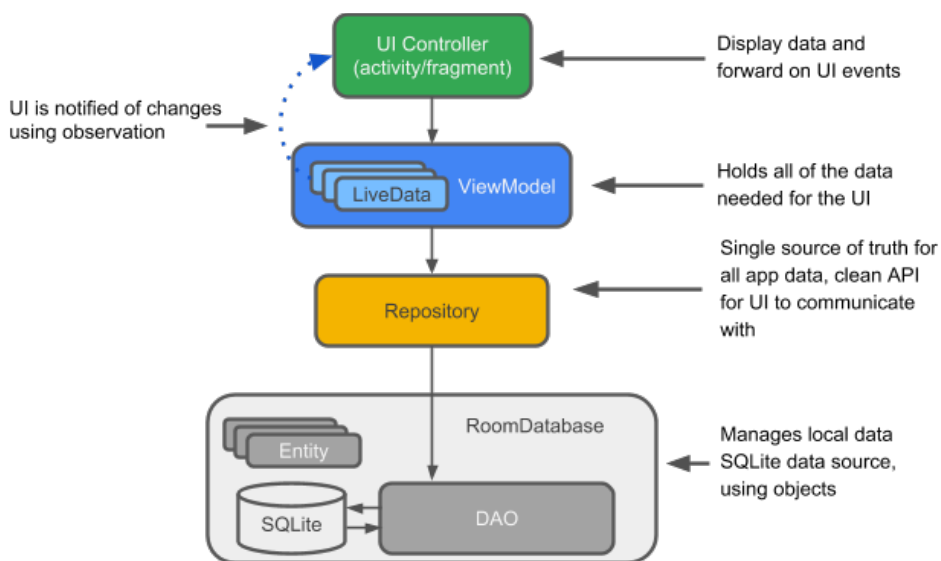 UI Controller
(activity/fragment)
Display data and
forward on UI events
UI is notified of changes
using observation
LiveData
ViewModel
Holds all of the data
needed for the UI
Single source of truth for
all app data, clean API
for UI to communicate
with
Repository
RoomDatabase
Entity
Manages local data
SQLite data source,
using objects
SQLite
DAO